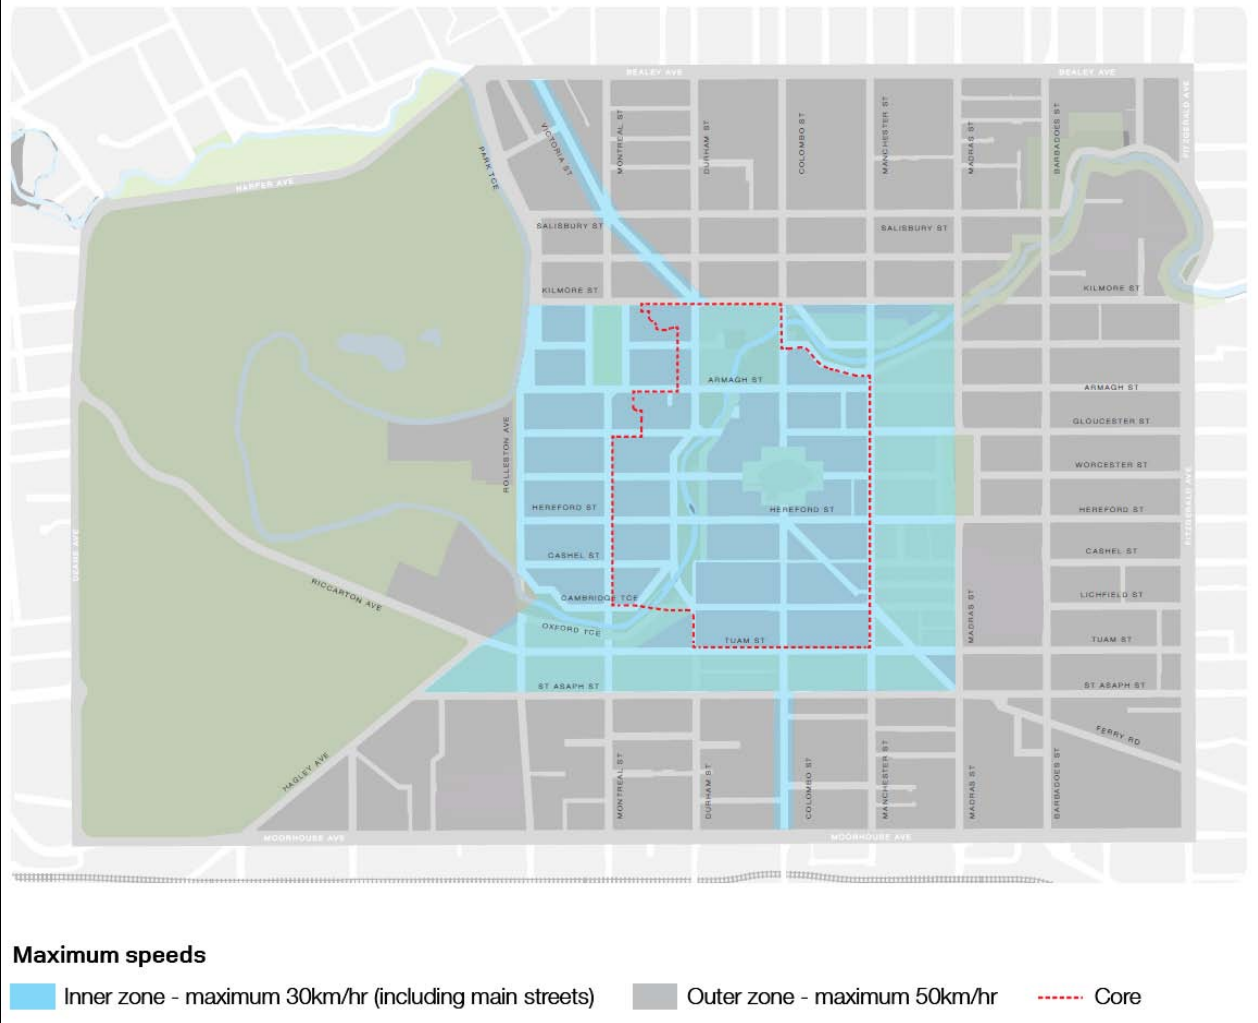 BEALEY AVE
BEALEY AVE
FITZGERALD AVE
VICTORIA ST
MONTREAL ST
DURHAM ST
COLOMBO ST
MANCHESTER ST
MADRAS ST
BARBADOES ST
PARK TCE
HARPER AVE
SALISBURY ST
SALISBURY ST
KILMORE ST
KILMORE ST
ARMAGH ST
ARMAGH ST
GLOUCESTER ST
ROLLESTON AVE
WORCESTER ST
HEREFORD ST
HEREFORD ST
HEREFORD ST
FITZGERALD AVE
DEANS AVE
CASHEL ST
CASHEL ST
RICCARTON AVE
CAMBRIDGE TCE
LICHFIELD ST
OXFORD TCE
MADRAS ST
TUAM ST
TUAM ST
ST ASAPH ST
ST ASAPH ST
FERRY RD
HAGLEY AVE
MONTREAL ST
DURHAM ST
COLOMBO ST
MANCHESTER ST
MADRAS ST
BARBADOES ST
MOORHOUSE AVE
MOORHOUSE AVE
Maximum speeds
Inner zone - maximum 30km/hr (including main streets)
Outer zone - maximum 50km/hr
Core